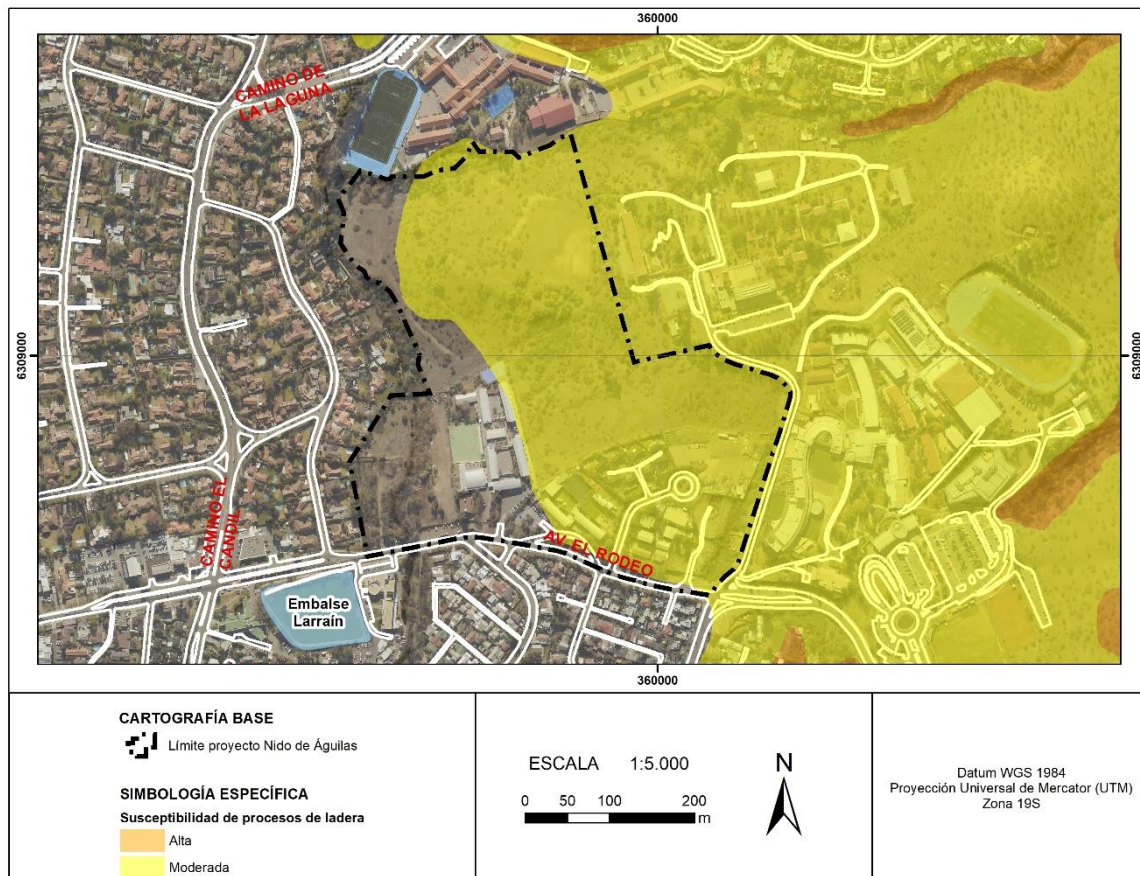 360000
CAMINO DE
LA LAGUNA
6309000
6309000
CAMINO EL
CANDIL
AV EL RODEO
Embalse
Larraín
360000
CARTOGRAFÍA BASE
Límite proyecto Nido de Águilas
SIMBOLOGÍA ESPECÍFICA
Susceptibilidad de procesos de ladera
Alta
Moderada
ESCALA 1:5.000
0 50 100 200
m
N
Datum WGS 1984
Proyección Universal de Mercator (UTM)
Zona 19S